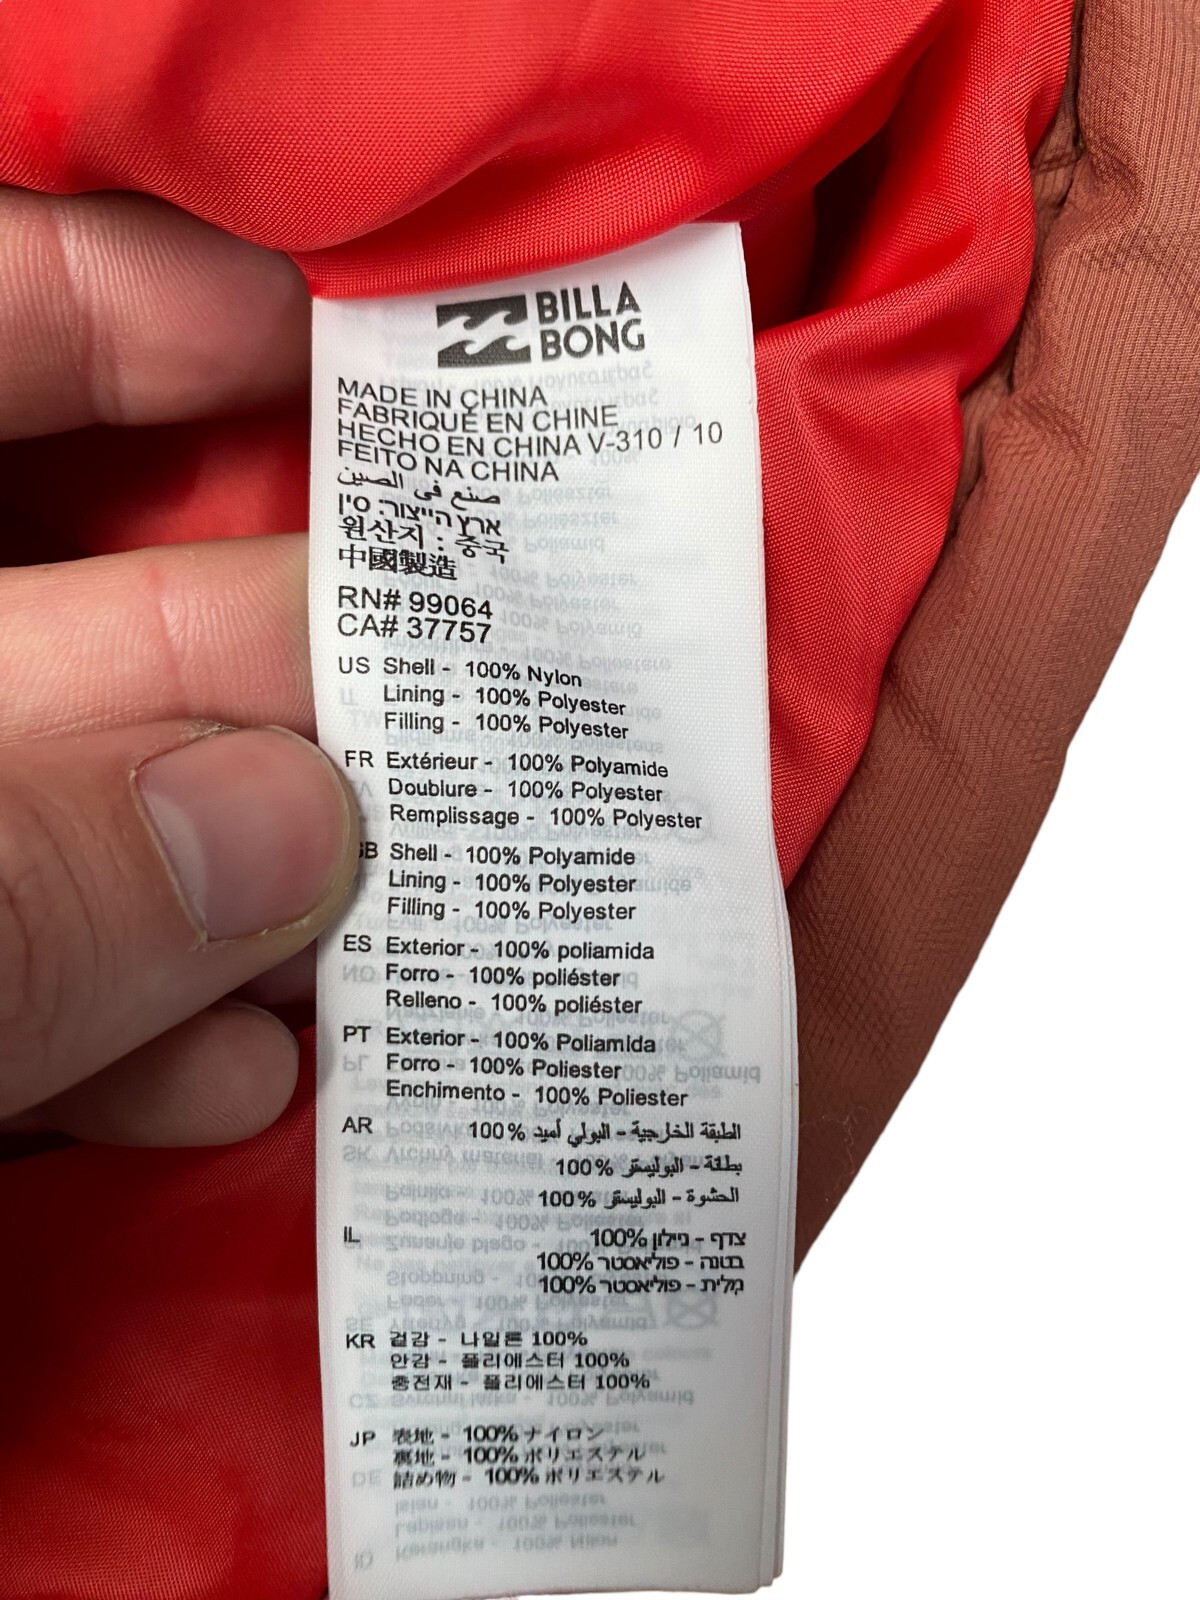 BILLA
BONG
MADE IN CHINA
FABRIQUÉ EN CHINE
HECHO EN CHINA V-310 / 10
FEITO NA CHINA
صنع في الصين
ארץ הייצור: סין
원산지 : 중국
中國製造
RN# 99064
CA# 37757
US Shell - 100% Nylon
Lining - 100% Polyester
Filling - 100% Polyester
FR Extérieur - 100% Polyamide
Doublure - 100% Polyester
Remplissage - 100% Polyester
GB Shell - 100% Polyamide
Lining - 100% Polyester
Filling - 100% Polyester
ES Exterior - 100% poliamida
Forro - 100% poliéster
Relleno - 100% poliéster
PT Exterior - 100% Poliamida
Forro - 100% Poliester
Enchimento - 100% Poliester
AR الطبقة الخارجية - البولي أميد %100
بطانة - البوليستر %100
الحشوة - البوليستر %100
IL צדף - ניילון %100
בטנה - פוליאסטר %100
מלית - פוליאסטר %100
KR 겉감 - 나일론 100%
안감 - 폴리에스터 100%
충전재 - 폴리에스터 100%
JP 表地 - 100% ナイロン
裏地 - 100% ポリエステル
詰め物 - 100% ポリエステル